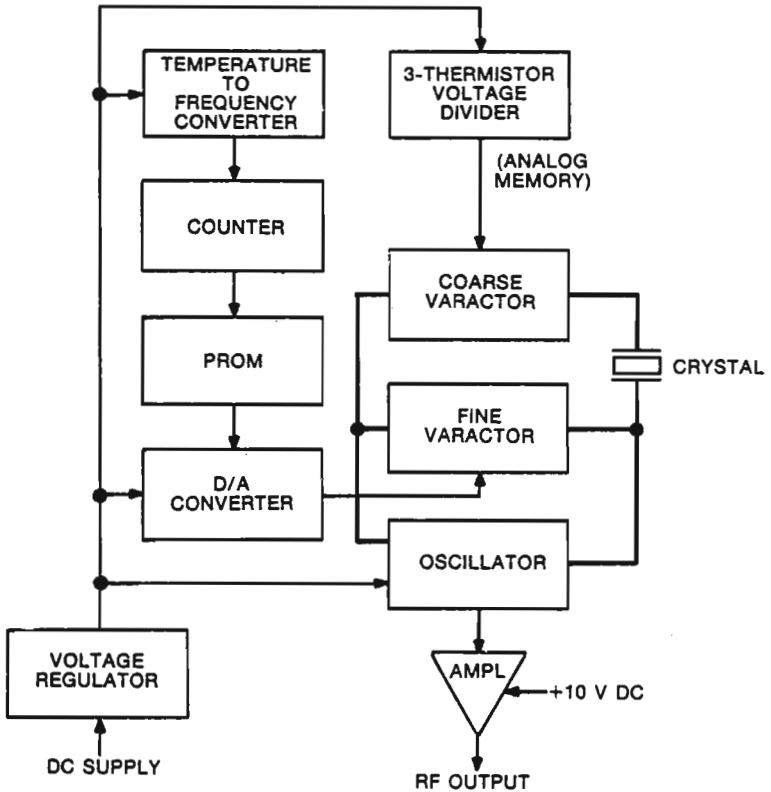 TEMPERATURE
TO
FREQUENCY
CONVERTER
3-THERMISTOR
VOLTAGE
DIVIDER
(ANALOG
MEMORY)
COUNTER
COARSE
VARACTOR
PROM
CRYSTAL
FINE
VARACTOR
D/A
CONVERTER
OSCILLATOR
VOLTAGE
REGULATOR
AMPL
+10 V DC
DC SUPPLY
RF OUTPUT